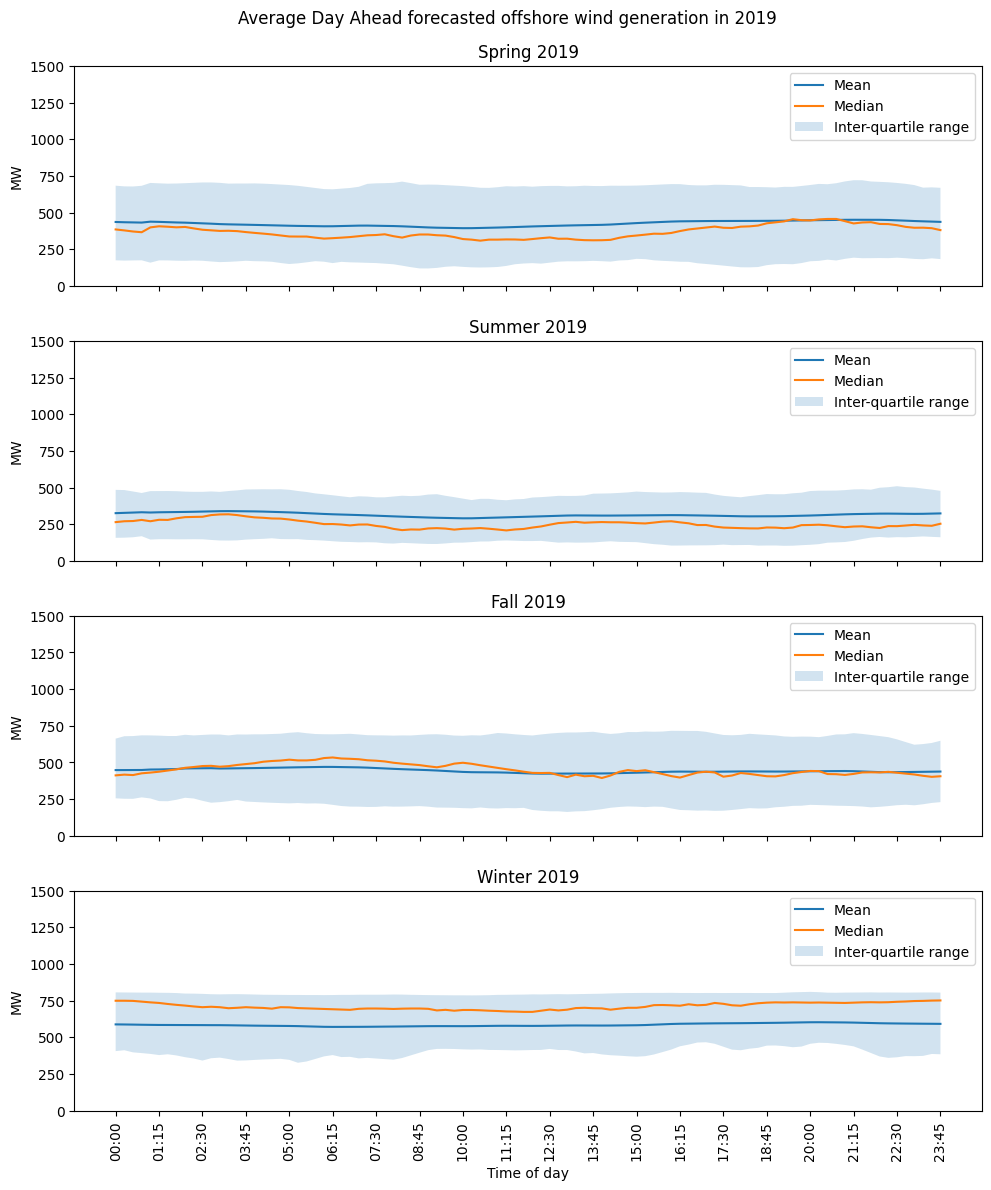 Average Day Ahead forecasted offshore wind generation in 2019
Spring 2019
1500
1250
1000
750
500
250
0
MW
Mean
Median
Inter-quartile range
Summer 2019
1500
1250
1000
750
500
250
0
MW
Mean
Median
Inter-quartile range
Fall 2019
1500
1250
1000
750
500
250
0
MW
Mean
Median
Inter-quartile range
Winter 2019
1500
1250
1000
750
500
250
0
MW
Mean
Median
Inter-quartile range
00:00
01:15
02:30
03:45
05:00
06:15
07:30
08:45
10:00
11:15
12:30
13:45
15:00
16:15
17:30
18:45
20:00
21:15
22:30
23:45
Time of day